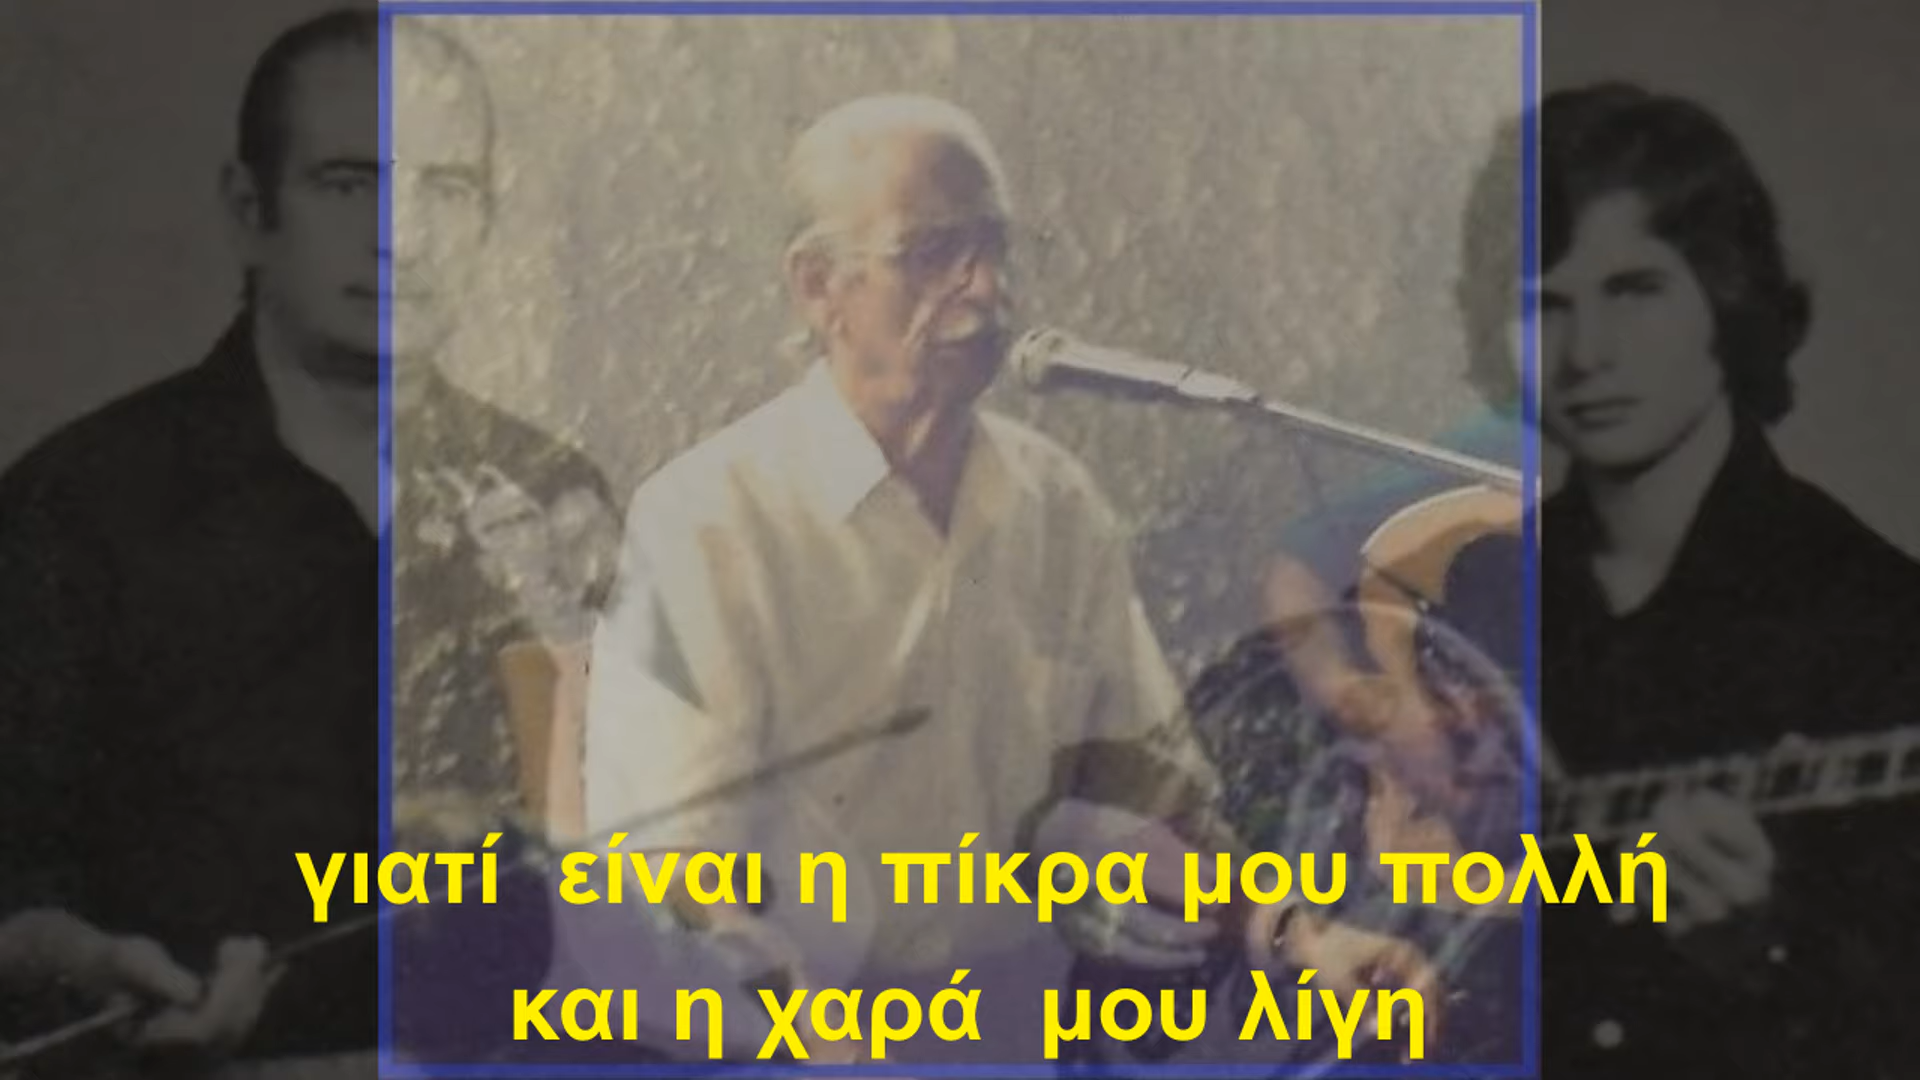 γιατί είναι η πίκρα μου πολλή
και η χαρά μου λίγη